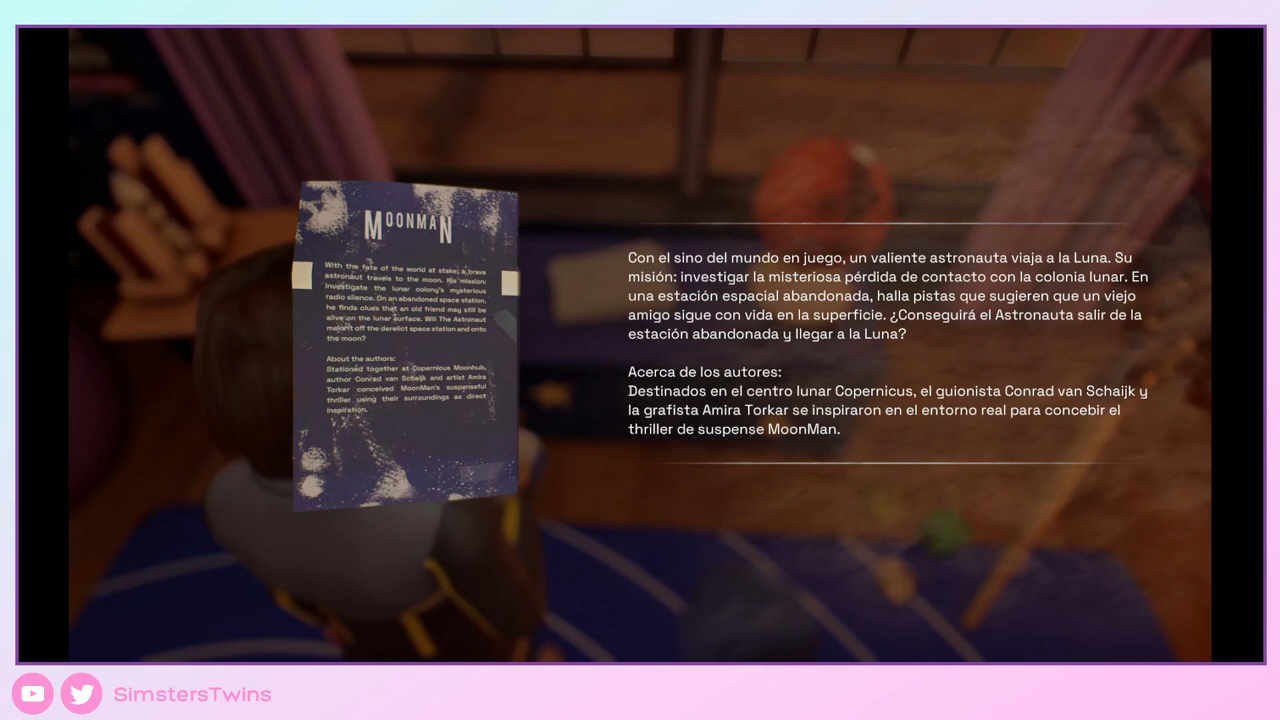 MOONMAN
With the fate of the world at stake, a brave
astronaut travels to the moon. His mission:
Investigate the lunar colony's mysterious
radio silence. On an abandoned space station,
he finds clues that an old friend may still be
alive on the lunar surface. Will The Astronaut
make it off the derelict space station and onto
the moon?
About the authors:
Stationed together at Copernicus Moonhub,
author Conrad van Schaijk and artist Amira
Torkar conceived MoonMan's suspenseful
thriller using their surroundings as direct
inspiration.
Con el sino del mundo en juego, un valiente astronauta viaja a la Luna. Su
misión: investigar la misteriosa pérdida de contacto con la colonia lunar. En
una estación espacial abandonada, halla pistas que sugieren que un viejo
amigo sigue con vida en la superficie. ¿Conseguirá el Astronauta salir de la
estación abandonada y llegar a la Luna?
Acerca de los autores:
Destinados en el centro lunar Copernicus, el guionista Conrad van Schaijk y
la grafista Amira Torkar se inspiraron en el entorno real para concebir el
thriller de suspense MoonMan.
SimstersTwins